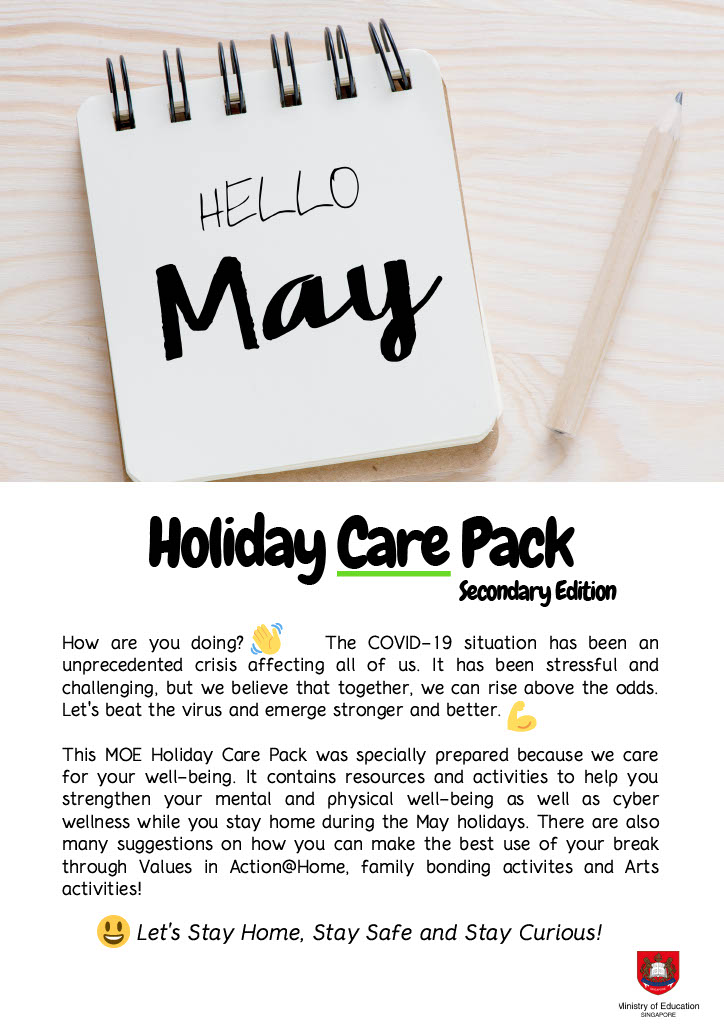 HELLO
May
Holiday Care Pack
Secondary Edition
How are you doing? 👋 The COVID-19 situation has been an
unprecedented crisis affecting all of us. It has been stressful and
challenging, but we believe that together, we can rise above the odds.
Let's beat the virus and emerge stronger and better. 💪
This MOE Holiday Care Pack was specially prepared because we care
for your well-being. It contains resources and activities to help you
strengthen your mental and physical well-being as well as cyber
wellness while you stay home during the May holidays. There are also
many suggestions on how you can make the best use of your break
through Values in Action@Home, family bonding activites and Arts
activities!
😃 Let's Stay Home, Stay Safe and Stay Curious!
Ministry of Education
SINGAPORE